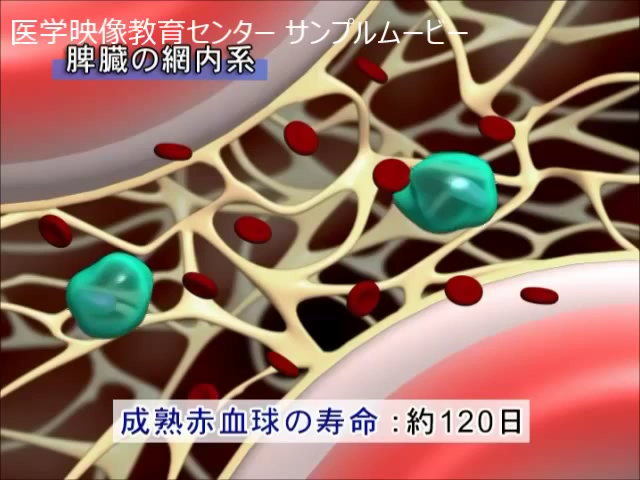 医学映像教育センター サンプルムービー
脾臓の網内系
成熟赤血球の寿命：約120日